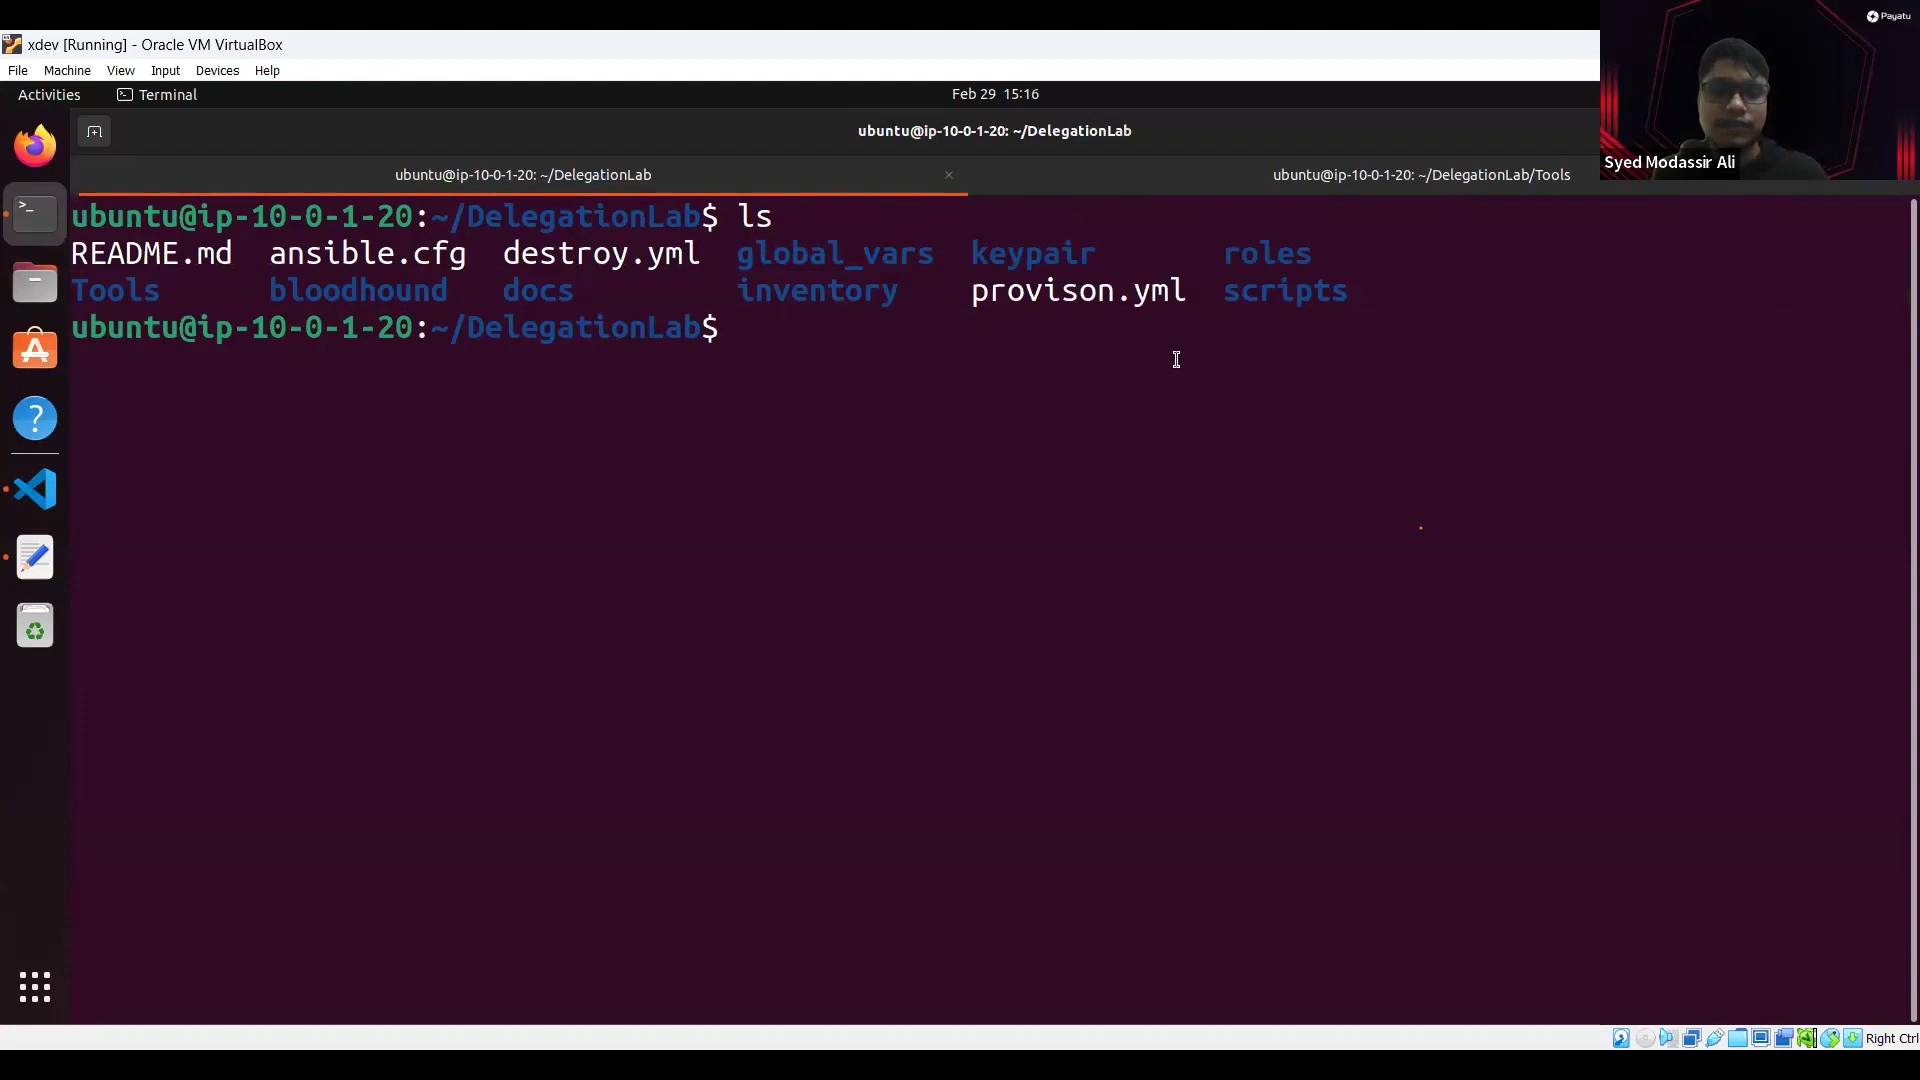 Payatu
xdev [Running] - Oracle VM VirtualBox
File Machine View Input Devices Help
Activities Terminal Feb 29 15:16
ubuntu@ip-10-0-1-20: ~/DelegationLab
Syed Modassir Ali
ubuntu@ip-10-0-1-20: ~/DelegationLab × ubuntu@ip-10-0-1-20: ~/DelegationLab/Tools
ubuntu@ip-10-0-1-20:~/DelegationLab$ ls
README.md ansible.cfg destroy.yml global_vars keypair roles
Tools bloodhound docs inventory provison.yml scripts
ubuntu@ip-10-0-1-20:~/DelegationLab$
Right Ctrl